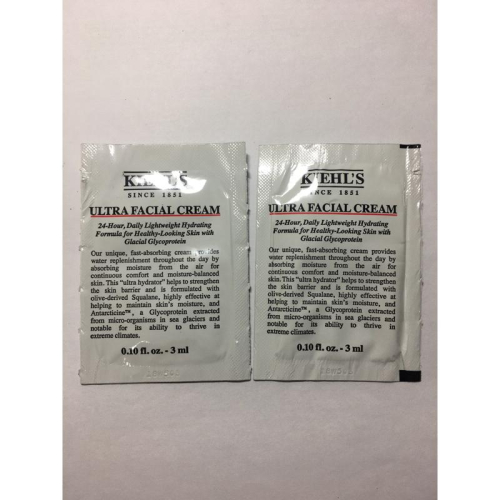 KIEHL'S
SINCE 1851
ULTRA FACIAL CREAM
24-Hour, Daily Lightweight Hydrating
Formula for Healthy-Looking Skin with
Glacial Glycoprotein
Our unique, fast-absorbing cream provides
water replenishment throughout the day by
absorbing moisture from the air for
continuous comfort and moisture-balanced
skin. This "ultra hydrator" helps to strengthen
the skin barrier and is formulated with
olive-derived Squalane, highly effective at
helping to maintain skin's moisture, and
Antarcticine™, a Glycoprotein extracted
from micro-organisms in sea glaciers and
notable for its ability to thrive in
extreme climates.
0.10 fl. oz. - 3 ml
KIEHL'S
SINCE 1851
ULTRA FACIAL CREAM
24-Hour, Daily Lightweight Hydrating
Formula for Healthy-Looking Skin with
Glacial Glycoprotein
Our unique, fast-absorbing cream provides
water replenishment throughout the day by
absorbing moisture from the air for
continuous comfort and moisture-balanced
skin. This "ultra hydrator" helps to strengthen
the skin barrier and is formulated with
olive-derived Squalane, highly effective at
helping to maintain skin's moisture, and
Antarcticine™, a Glycoprotein extracted
from micro-organisms in sea glaciers and
notable for its ability to thrive in
extreme climates.
0.10 fl. oz. - 3 ml